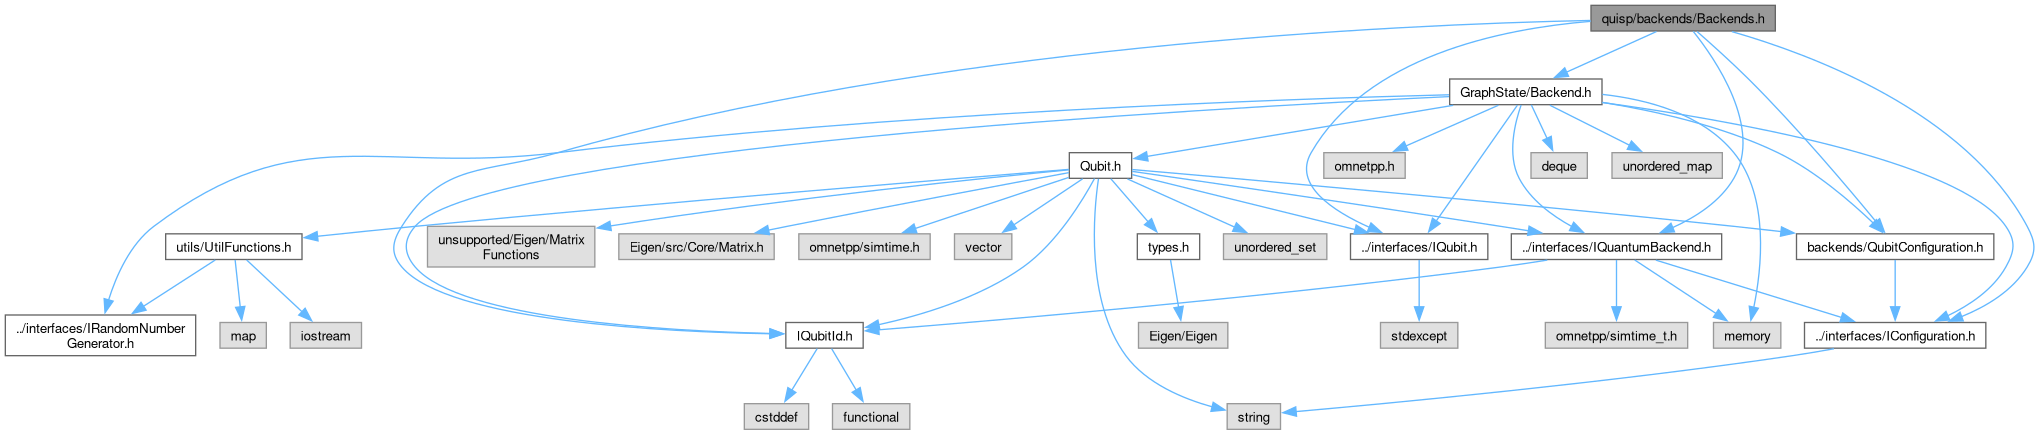 quisp/backends/Backends.h
GraphState/Backend.h
Qubit.h
omnetpp.h
deque
unordered_map
utils/UtilFunctions.h
unsupported/Eigen/Matrix
Functions
Eigen/src/Core/Matrix.h
omnetpp/simtime.h
vector
types.h
unordered_set
../interfaces/IQubit.h
../interfaces/IQuantumBackend.h
backends/QubitConfiguration.h
../interfaces/IRandomNumber
Generator.h
map
iostream
IQubitId.h
Eigen/Eigen
stdexcept
omnetpp/simtime_t.h
memory
../interfaces/IConfiguration.h
cstddef
functional
string